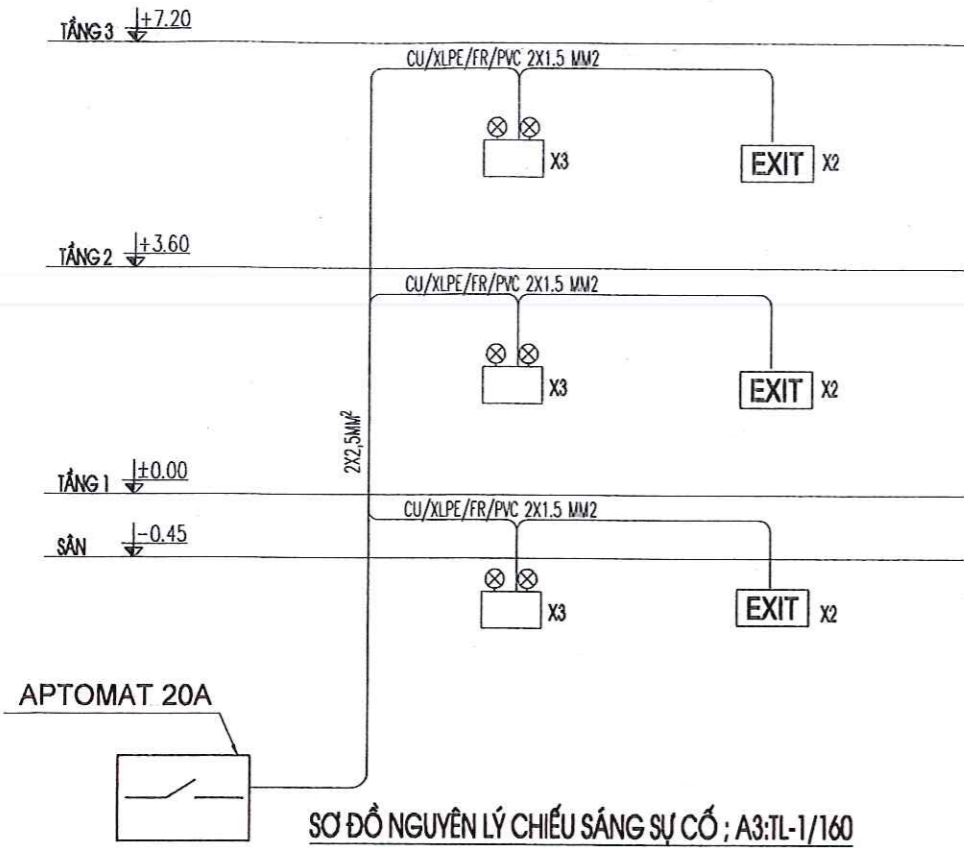 TẦNG 3 +7.20
CU/XLPE/FR/PVC 2X1.5 MM2
X3
EXIT X2
TẦNG 2 +3.60
CU/XLPE/FR/PVC 2X1.5 MM2
X3
EXIT X2
2X2,5MM²
TẦNG 1 ±0.00
CU/XLPE/FR/PVC 2X1.5 MM2
SÂN -0.45
X3
EXIT X2
APTOMAT 20A
SƠ ĐỒ NGUYÊN LÝ CHIẾU SÁNG SỰ CỐ ; A3:TL-1/160